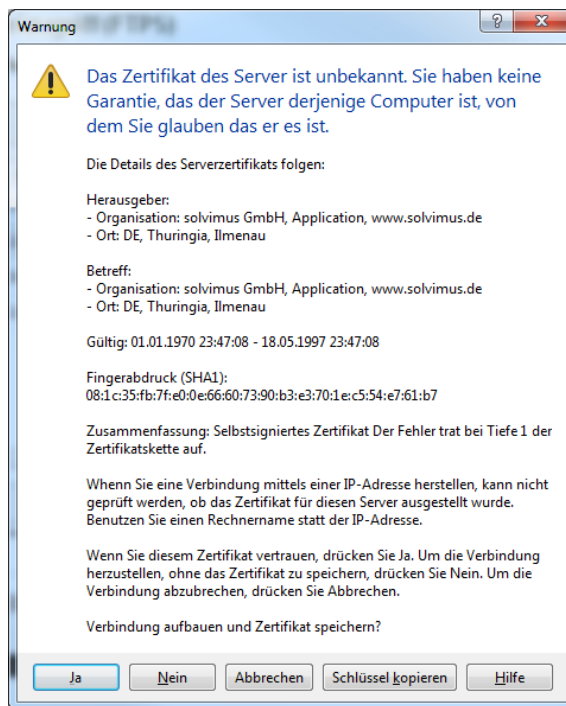 Warnung
Das Zertifikat des Server ist unbekannt. Sie haben keine
Garantie, das der Server derjenige Computer ist, von
dem Sie glauben das er es ist.
Die Details des Serverzertifikats folgen:
Herausgeber:
- Organisation: solvimus GmbH, Application, www.solvimus.de
- Ort: DE, Thuringia, Ilmenau
Betreff:
- Organisation: solvimus GmbH, Application, www.solvimus.de
- Ort: DE, Thuringia, Ilmenau
Gültig: 01.01.1970 23:47:08 - 18.05.1997 23:47:08
Fingerabdruck (SHA1):
08:1c:35:fb:7f:e0:0e:66:60:73:90:b3:e3:70:1e:c5:54:e7:61:b7
Zusammenfassung: Selbstsigniertes Zertifikat Der Fehler trat bei Tiefe 1 der
Zertifikatskette auf.
Whenn Sie eine Verbindung mittels einer IP-Adresse herstellen, kann nicht
geprüft werden, ob das Zertifikat für diesen Server ausgestellt wurde.
Benutzen Sie einen Rechnername statt der IP-Adresse.
Wenn Sie diesem Zertifikat vertrauen, drücken Sie Ja. Um die Verbindung
herzustellen, ohne das Zertifikat zu speichern, drücken Sie Nein. Um die
Verbindung abzubrechen, drücken Sie Abbrechen.
Verbindung aufbauen und Zertifikat speichern?
Ja Nein Abbrechen Schlüssel kopieren Hilfe